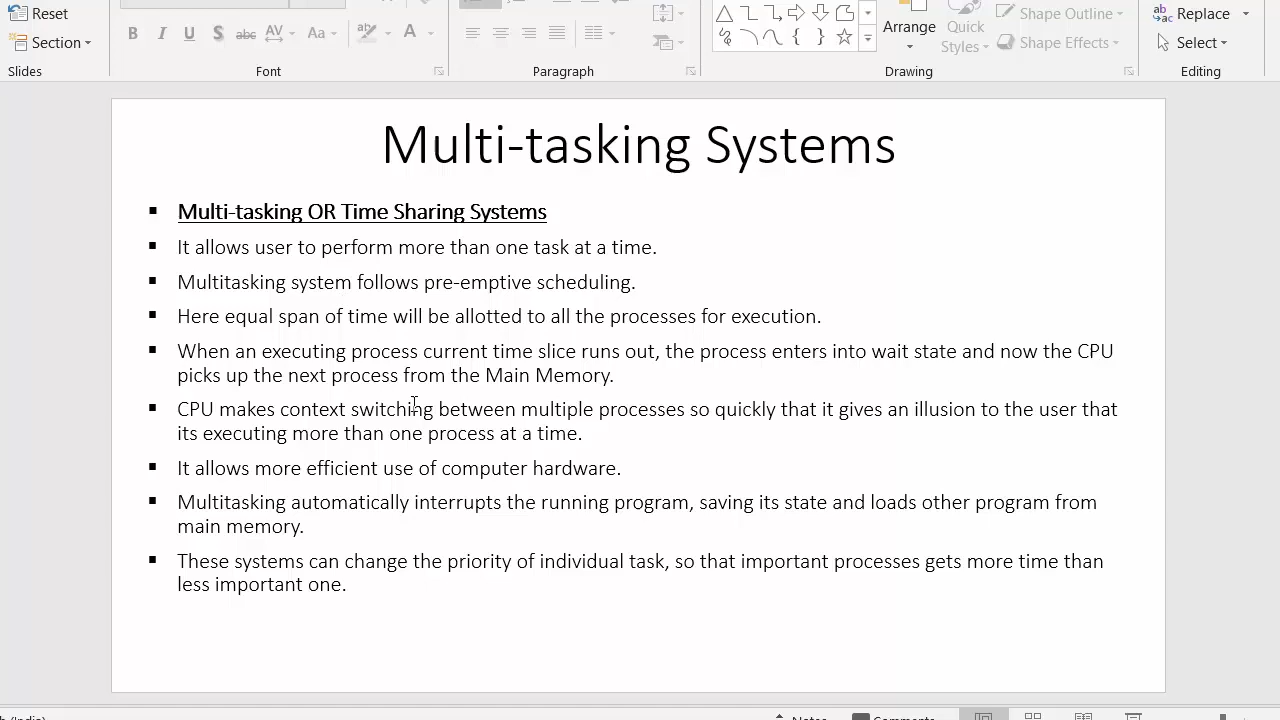 Reset
Replace
Section
Select
Arrange
Quick
Styles
Shape Outline
Shape Effects
B I U S abc AV Aa ab A
Slides
Font
Paragraph
Drawing
Editing
Multi-tasking Systems
Multi-tasking OR Time Sharing Systems
It allows user to perform more than one task at a time.
Multitasking system follows pre-emptive scheduling.
Here equal span of time will be allotted to all the processes for execution.
When an executing process current time slice runs out, the process enters into wait state and now the CPU
picks up the next process from the Main Memory.
CPU makes context switching between multiple processes so quickly that it gives an illusion to the user that
its executing more than one process at a time.
It allows more efficient use of computer hardware.
Multitasking automatically interrupts the running program, saving its state and loads other program from
main memory.
These systems can change the priority of individual task, so that important processes gets more time than
less important one.
(India)
Notes
Comments